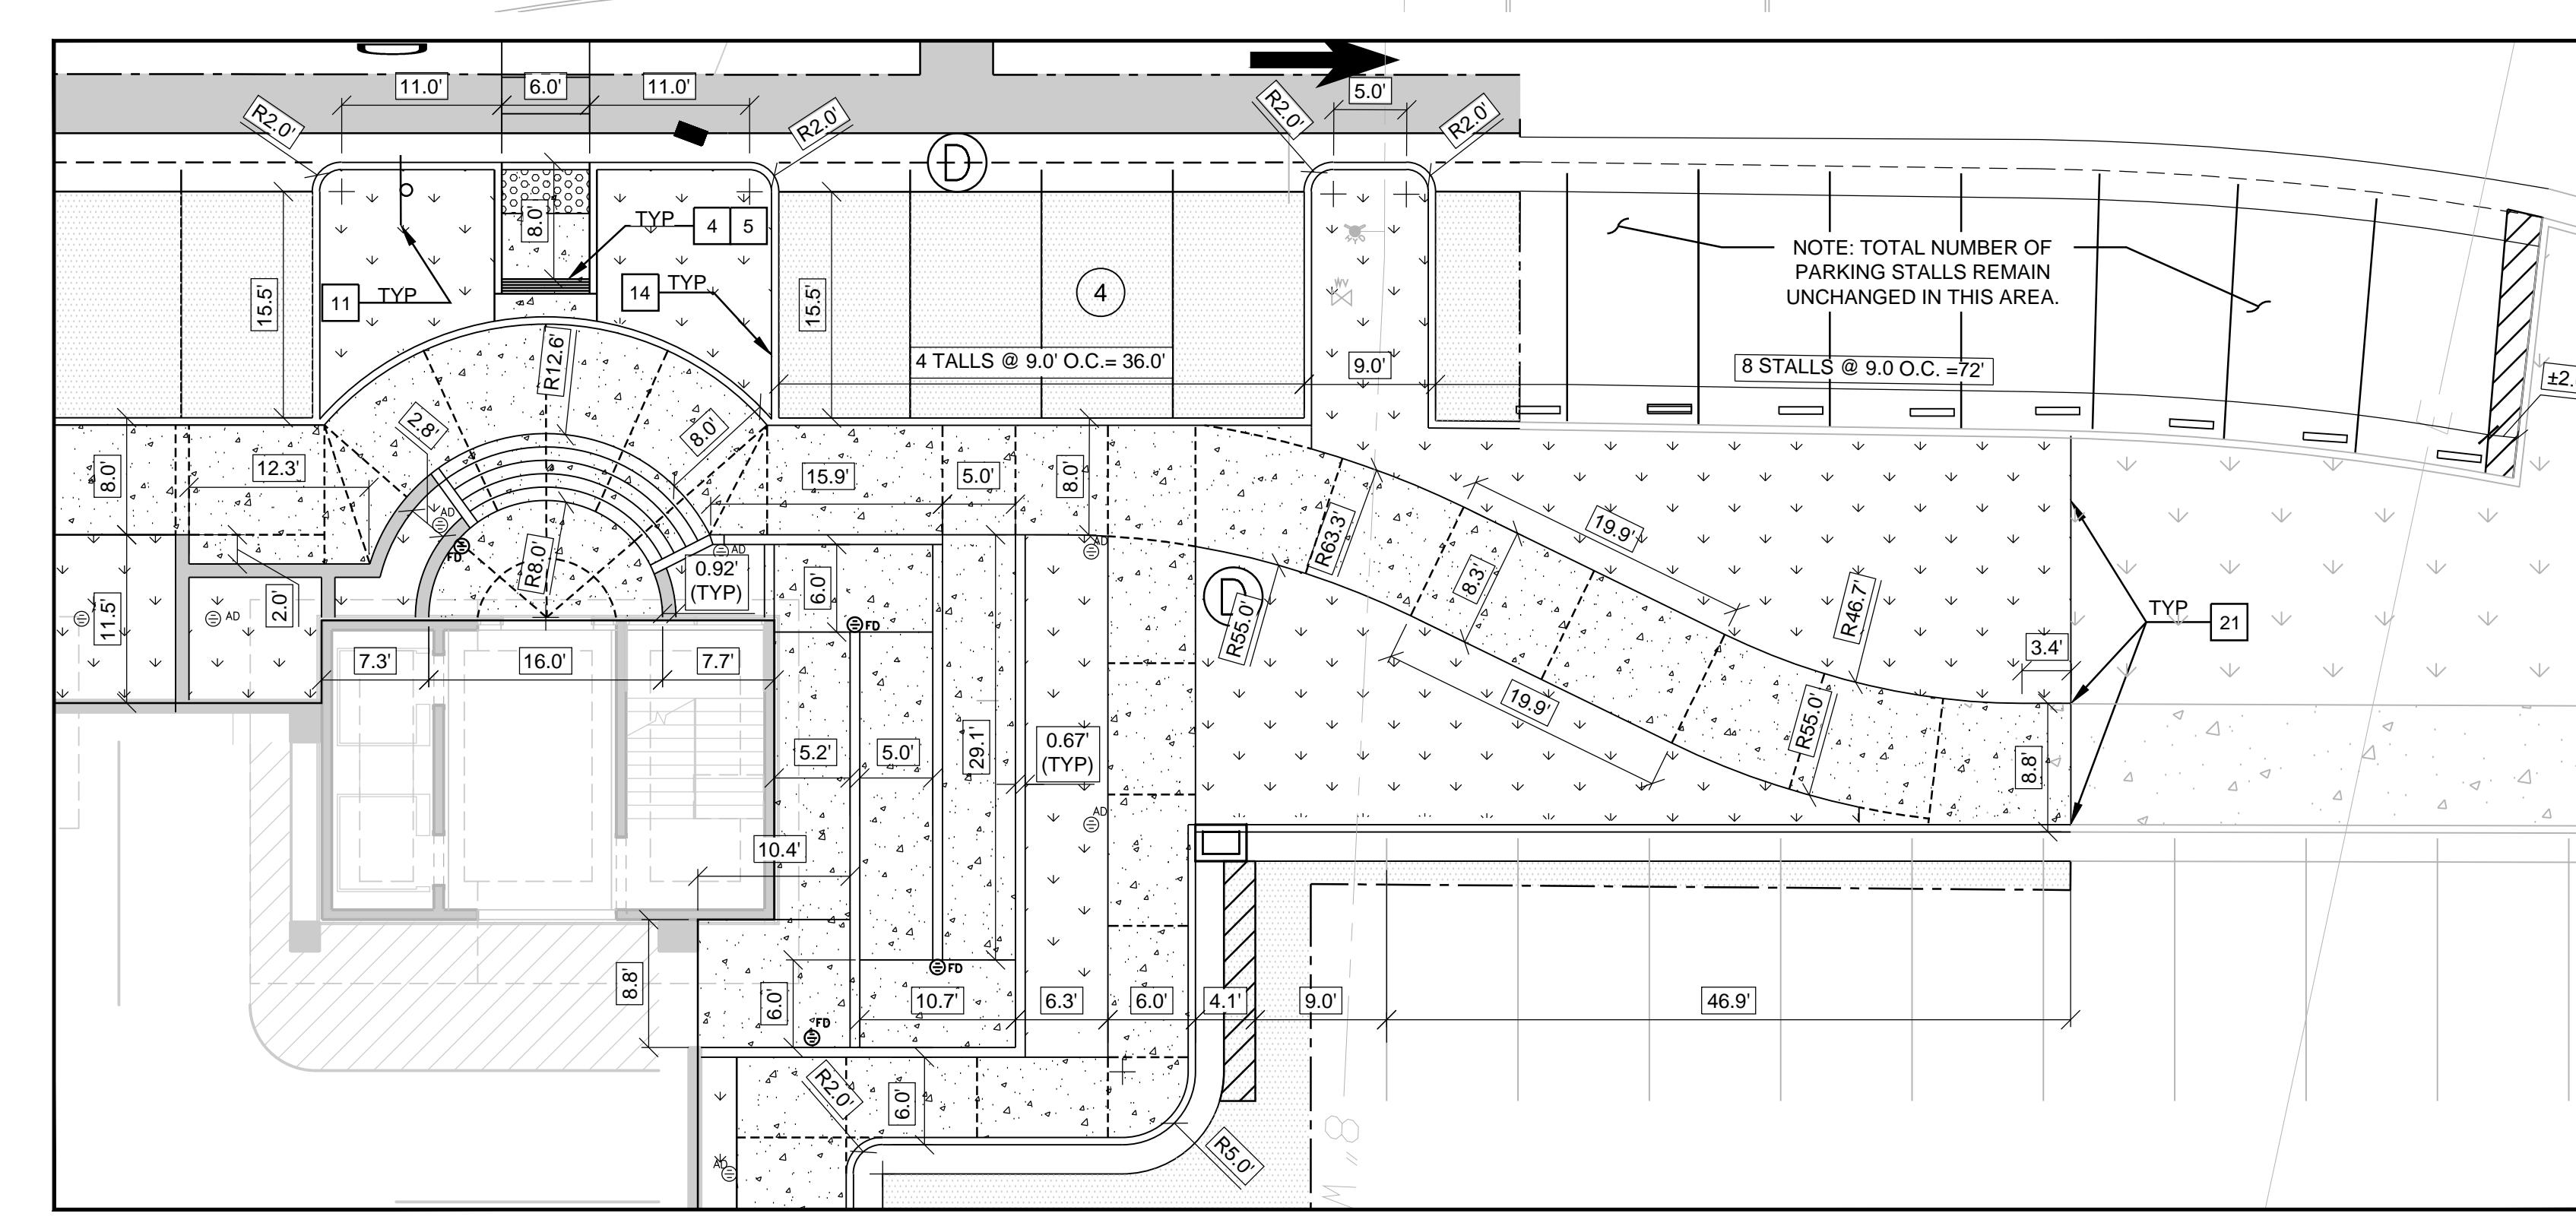 11.0'
6.0'
11.0'
5.0'
R2.0'
R2.0'
R2.0'
R2.0'
D
8.0'
TYP 4 5
11 TYP
14 TYP
15.5'
15.5'
4
NOTE: TOTAL NUMBER OF
PARKING STALLS REMAIN
UNCHANGED IN THIS AREA.
WV
R12.6'
4 TALLS @ 9.0' O.C.= 36.0'
9.0'
8 STALLS @ 9.0 O.C. =72'
±2.
2.8'
8.0'
8.0'
12.3'
15.9'
5.0'
8.0'
AD
FD
AD
AD
R8.0'
0.92'
(TYP)
6.0'
R63.3'
19.9'
8.3'
D
R55.0'
R46.7'
TYP 21
2.0'
11.5'
AD
FD
7.3'
16.0'
7.7'
3.4'
19.9'
R55.0'
5.2'
5.0'
29.1'
0.67'
(TYP)
8.8'
AD
10.4'
8.8'
6.0'
FD
10.7'
6.3'
6.0'
4.1'
9.0'
46.9'
FD
R2.0'
6.0'
R5.0'
8
AD